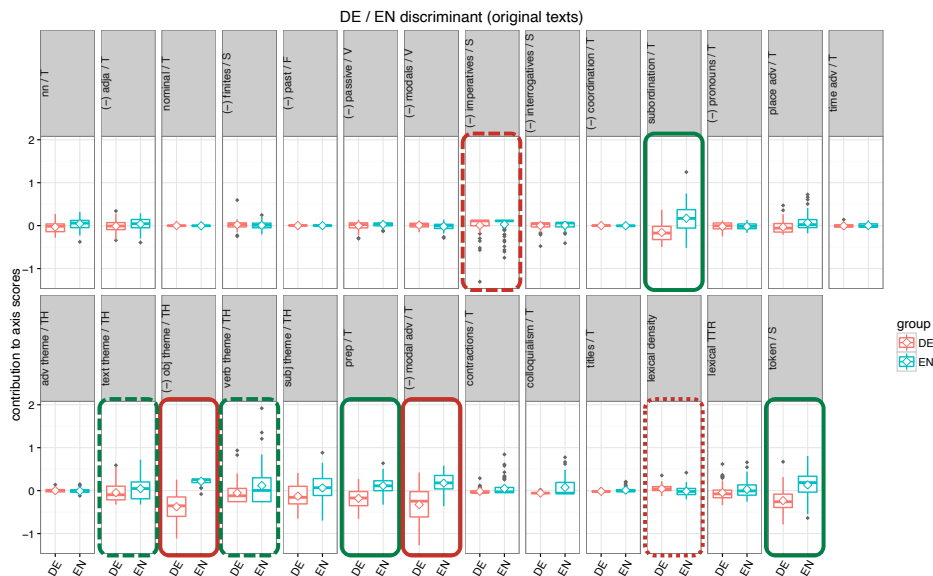 DE / EN discriminant (original texts)
nn / T
(−) adja / T
nominal / T
(−) finites / S
(−) past / F
(−) passive / V
(−) modals / V
(−) imperatives / S
(−) interrogatives / S
(−) coordination / T
subordination / T
(−) pronouns / T
place adv / T
time adv / T
2
1
0
−1
contribution to axis scores
adv theme / TH
text theme / TH
(−) obj theme / TH
verb theme / TH
subj theme / TH
prep / T
(−) modal adv / T
contractions / T
colloquialism / T
titles / T
lexical density
lexical TTR
token / S
2
1
0
−1
DE EN DE EN DE EN DE EN DE EN DE EN DE EN DE EN DE EN DE EN DE EN DE EN DE EN
group
DE
EN